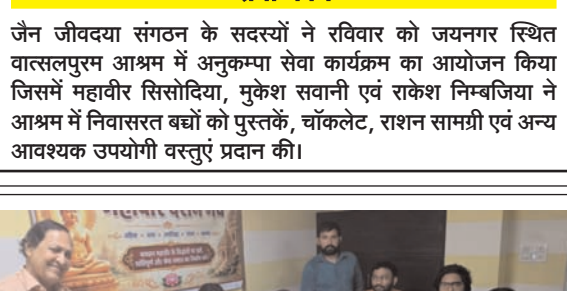 जैन जीवदया संगठन के सदस्यों ने रविवार को जयनगर स्थित
वात्सलपुरम आश्रम में अनुकम्पा सेवा कार्यक्रम का आयोजन किया
जिसमें महावीर सिसोदिया, मुकेश सवानी एवं राकेश निम्बजिया ने
आश्रम में निवासरत बच्चों को पुस्तकें, चॉकलेट, राशन सामग्री एवं अन्य
आवश्यक उपयोगी वस्तुएं प्रदान की।